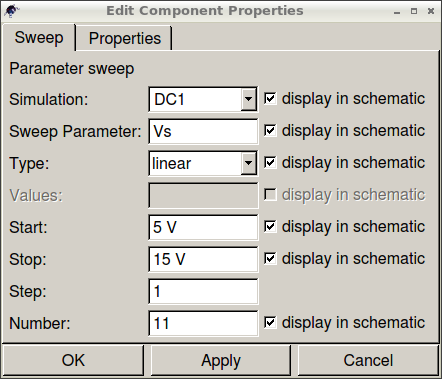 Edit Component Properties
Sweep Properties
Parameter sweep
Simulation: DC1 display in schematic
Sweep Parameter: Vs display in schematic
Type: linear display in schematic
Values: display in schematic
Start: 5 V display in schematic
Stop: 15 V display in schematic
Step: 1
Number: 11 display in schematic
OK Apply Cancel